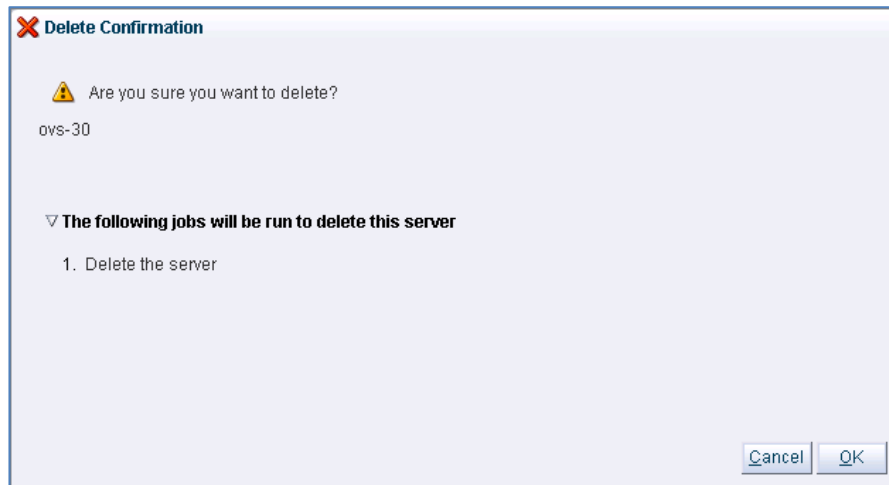 Delete Confirmation
Are you sure you want to delete?
ovs-30
The following jobs will be run to delete this server
1. Delete the server
Cancel OK